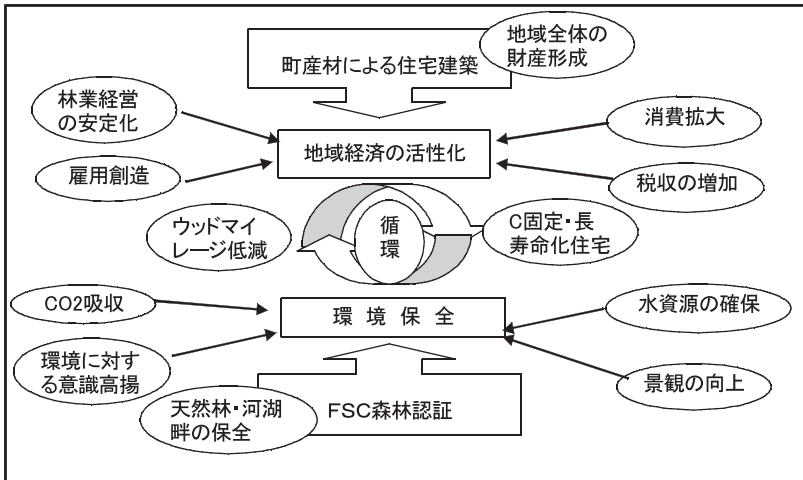 地域全体の
財産形成
町産材による住宅建築
林業経営
の安定化
消費拡大
地域経済の活性化
雇用創造
税収の増加
ウッドマイ
レージ低減
循
環
C固定・長
寿命化住宅
CO2吸収
水資源の確保
環 境 保 全
環境に対す
る意識高揚
景観の向上
天然林・河湖
畔の保全
FSC森林認証